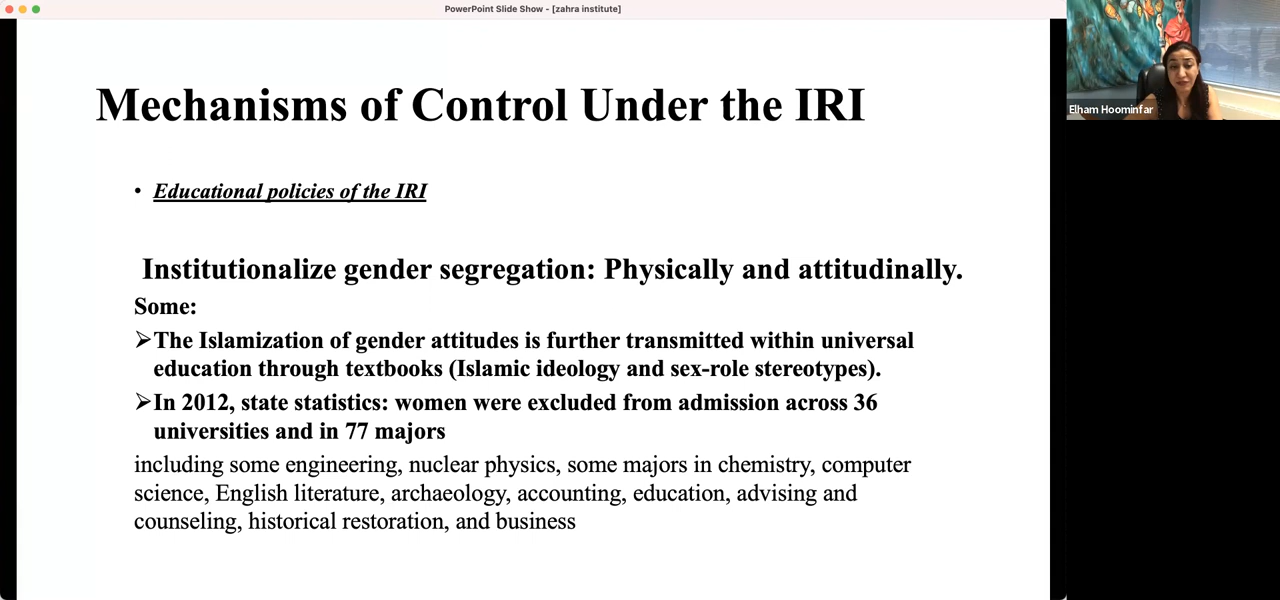 PowerPoint Slide Show - [zahra institute]
Elham Hoominfar
Mechanisms of Control Under the IRI
• Educational policies of the IRI
Institutionalize gender segregation: Physically and attitudinally.
Some:
➢The Islamization of gender attitudes is further transmitted within universal
education through textbooks (Islamic ideology and sex-role stereotypes).
➢In 2012, state statistics: women were excluded from admission across 36
universities and in 77 majors
including some engineering, nuclear physics, some majors in chemistry, computer
science, English literature, archaeology, accounting, education, advising and
counseling, historical restoration, and business